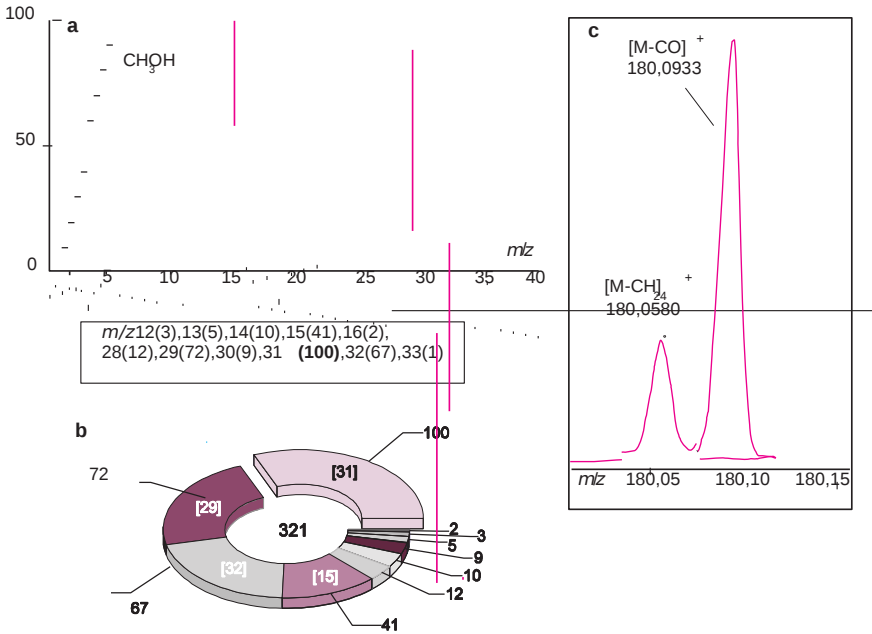 100
a
CH3OH
50
0
m/z
5 10 15 20 25 30 35 40
m/z12(3),13(5),14(10),15(41),16(2),
28(12),29(72),30(9),31 (100),32(67),33(1)
b
100
72
[31]
[29]
321
2
3
5
9
10
12
[32]
[15]
67
41
c
[M-CO]+
180,0933
[M-CH]24+
180,0580
m/z 180,05 180,10 180,15